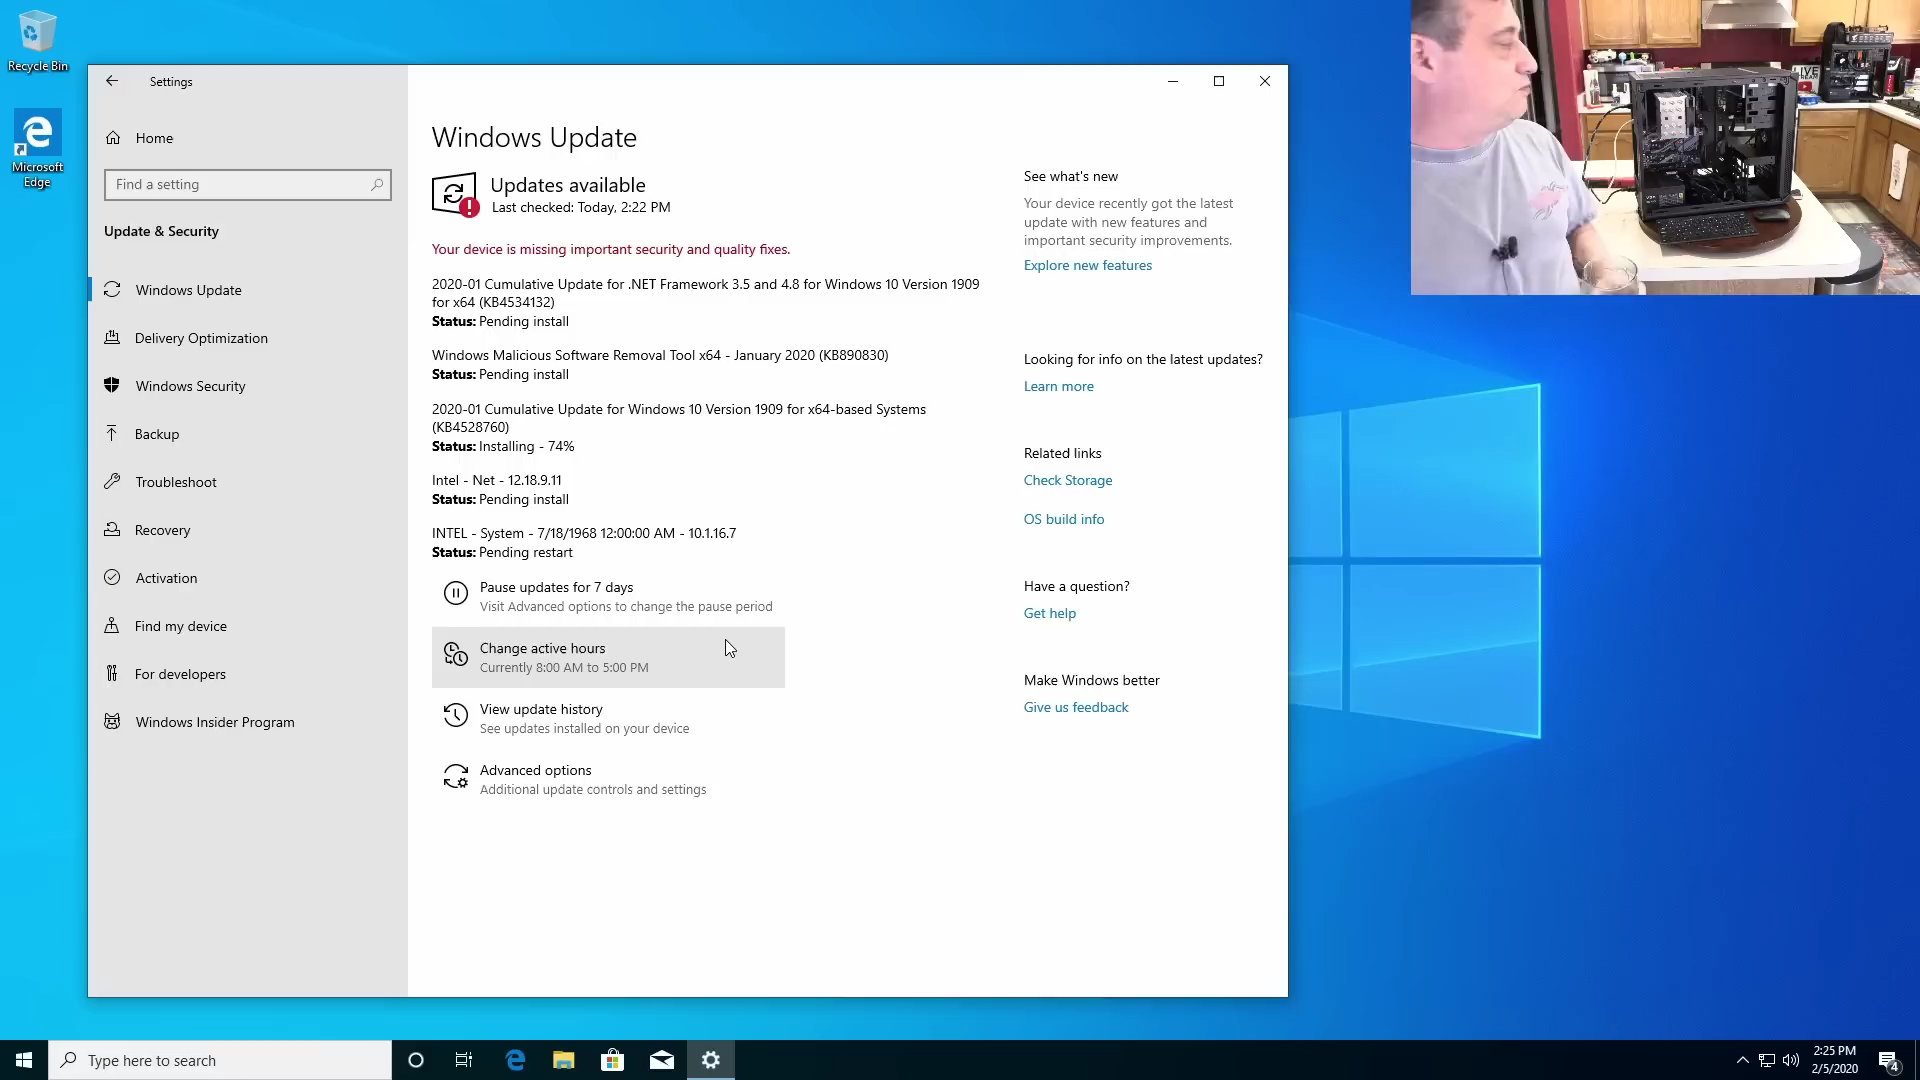 Recycle Bin
Microsoft
Edge
Settings
Home
Find a setting
Update & Security
Windows Update
Delivery Optimization
Windows Security
Backup
Troubleshoot
Recovery
Activation
Find my device
For developers
Windows Insider Program
Windows Update
Updates available
Last checked: Today, 2:22 PM
Your device is missing important security and quality fixes.
2020-01 Cumulative Update for .NET Framework 3.5 and 4.8 for Windows 10 Version 1909
for x64 (KB4534132)
Status: Pending install
Windows Malicious Software Removal Tool x64 - January 2020 (KB890830)
Status: Pending install
2020-01 Cumulative Update for Windows 10 Version 1909 for x64-based Systems
(KB4528760)
Status: Installing - 74%
Intel - Net - 12.18.9.11
Status: Pending install
INTEL - System - 7/18/1968 12:00:00 AM - 10.1.16.7
Status: Pending restart
Pause updates for 7 days
Visit Advanced options to change the pause period
Change active hours
Currently 8:00 AM to 5:00 PM
View update history
See updates installed on your device
Advanced options
Additional update controls and settings
See what's new
Your device recently got the latest
update with new features and
important security improvements.
Explore new features
Looking for info on the latest updates?
Learn more
Related links
Check Storage
OS build info
Have a question?
Get help
Make Windows better
Give us feedback
LIVE
Type here to search
2:25 PM
2/5/2020
4